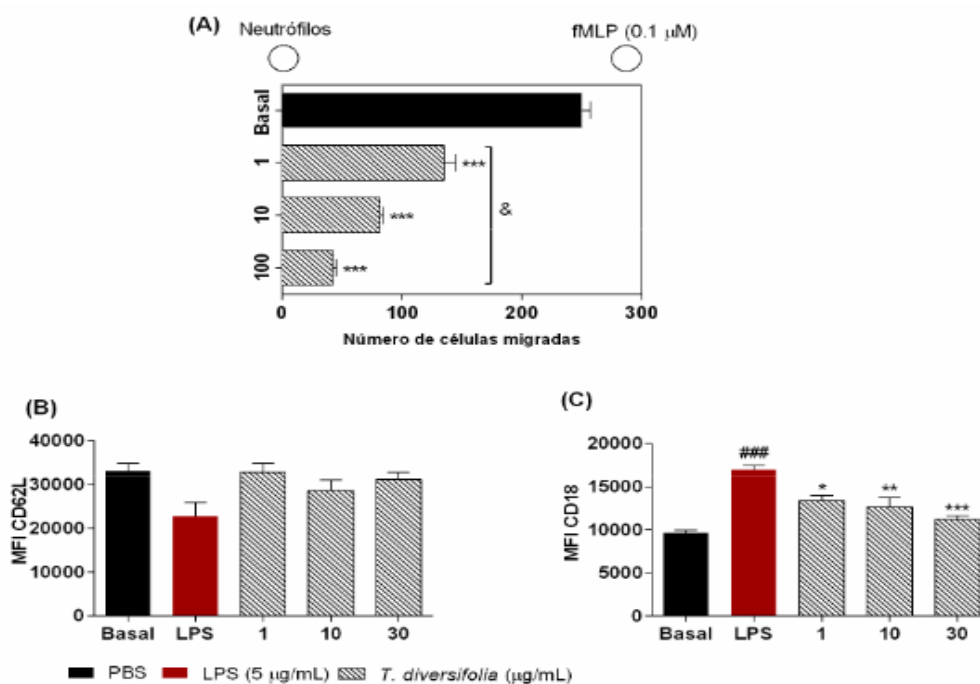 (A)
Neutrófilos
fMLP (0.1 µM)
Basal
1
***
10
***
&
100
***
0
100
200
300
Número de células migradas
(B)
MFI CD62L
40000
30000
20000
10000
0
Basal
LPS
1
10
30
(C)
MFI CD18
20000
15000
10000
5000
0
###
*
**
***
Basal
LPS
1
10
30
PBS
LPS (5 µg/mL)
T. diversifolia (µg/mL)